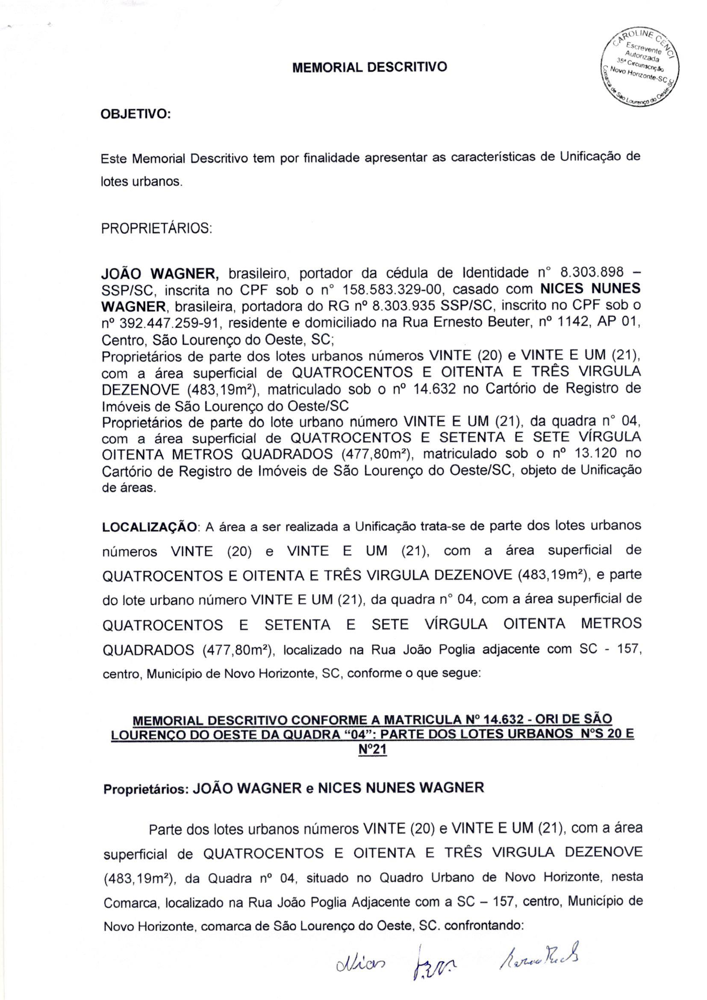 CAROLINE CENCI
Escrevente
Autorizada
35ª Circunscrição
Novo Horizonte-SC
Comarca de São Lourenço do Oeste-SC
MEMORIAL DESCRITIVO
OBJETIVO:
Este Memorial Descritivo tem por finalidade apresentar as características de Unificação de
lotes urbanos.
PROPRIETÁRIOS:
JOÃO WAGNER, brasileiro, portador da cédula de Identidade n° 8.303.898 –
SSP/SC, inscrita no CPF sob o n° 158.583.329-00, casado com NICES NUNES
WAGNER, brasileira, portadora do RG nº 8.303.935 SSP/SC, inscrito no CPF sob o
nº 392.447.259-91, residente e domiciliado na Rua Ernesto Beuter, nº 1142, AP 01,
Centro, São Lourenço do Oeste, SC;
Proprietários de parte dos lotes urbanos números VINTE (20) e VINTE E UM (21),
com a área superficial de QUATROCENTOS E OITENTA E TRÊS VIRGULA
DEZENOVE (483,19m²), matriculado sob o nº 14.632 no Cartório de Registro de
Imóveis de São Lourenço do Oeste/SC
Proprietários de parte do lote urbano número VINTE E UM (21), da quadra n° 04,
com a área superficial de QUATROCENTOS E SETENTA E SETE VÍRGULA
OITENTA METROS QUADRADOS (477,80m²), matriculado sob o nº 13.120 no
Cartório de Registro de Imóveis de São Lourenço do Oeste/SC, objeto de Unificação
de áreas.
LOCALIZAÇÃO: A área a ser realizada a Unificação trata-se de parte dos lotes urbanos
números VINTE (20) e VINTE E UM (21), com a área superficial de
QUATROCENTOS E OITENTA E TRÊS VIRGULA DEZENOVE (483,19m²), e parte
do lote urbano número VINTE E UM (21), da quadra n° 04, com a área superficial de
QUATROCENTOS E SETENTA E SETE VÍRGULA OITENTA METROS
QUADRADOS (477,80m²), localizado na Rua João Poglia adjacente com SC - 157,
centro, Município de Novo Horizonte, SC, conforme o que segue:
MEMORIAL DESCRITIVO CONFORME A MATRICULA Nº 14.632 - ORI DE SÃO
LOURENÇO DO OESTE DA QUADRA “04”: PARTE DOS LOTES URBANOS NºS 20 E
Nº21
Proprietários: JOÃO WAGNER e NICES NUNES WAGNER
Parte dos lotes urbanos números VINTE (20) e VINTE E UM (21), com a área
superficial de QUATROCENTOS E OITENTA E TRÊS VIRGULA DEZENOVE
(483,19m²), da Quadra nº 04, situado no Quadro Urbano de Novo Horizonte, nesta
Comarca, localizado na Rua João Poglia Adjacente com a SC – 157, centro, Município de
Novo Horizonte, comarca de São Lourenço do Oeste, SC. confrontando: